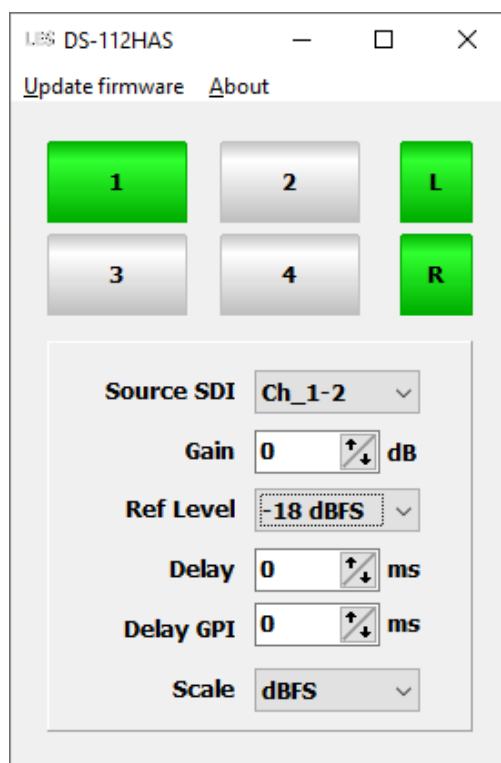 DS-112HAS
Update firmware About
1 2 L
3 4 R
Source SDI Ch_1-2
Gain 0 dB
Ref Level -18 dBFS
Delay 0 ms
Delay GPI 0 ms
Scale dBFS